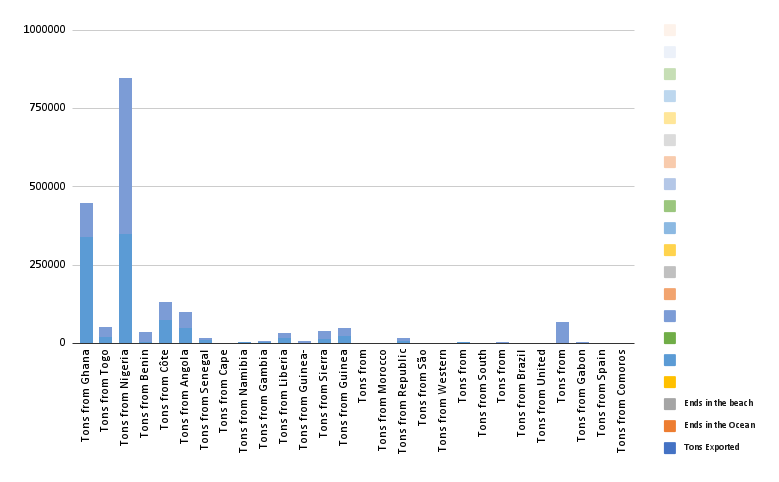 1000000
750000
500000
250000
0
Tons from Ghana
Tons from Togo
Tons from Nigeria
Tons from Benin
Tons from Côte
Tons from Angola
Tons from Senegal
Tons from Cape
Tons from Namibia
Tons from Gambia
Tons from Liberia
Tons from Guinea-
Tons from Sierra
Tons from Guinea
Tons from
Tons from Morocco
Tons from Republic
Tons from São
Tons from Western
Tons from
Tons from South
Tons from
Tons from Brazil
Tons from United
Tons from
Tons from Gabon
Tons from Spain
Tons from Comoros
Ends in the beach
Ends in the Ocean
Tons Exported